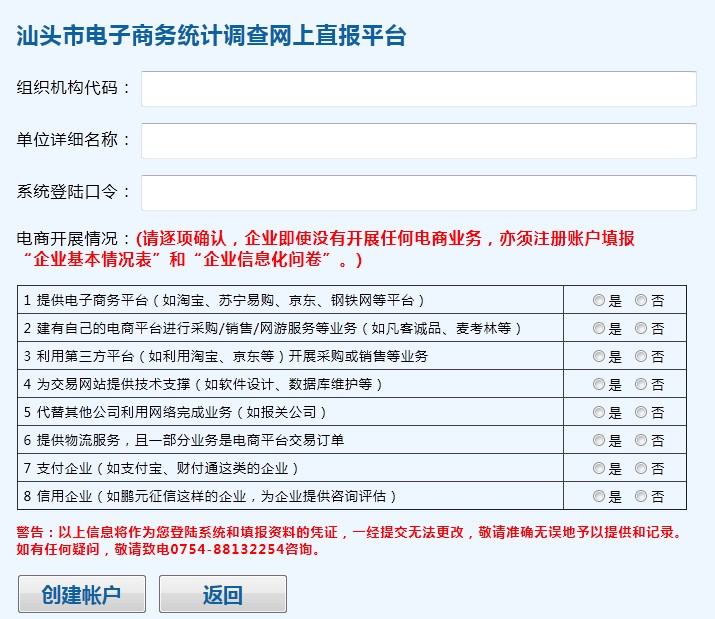 汕头市电子商务统计调查网上直报平台
组织机构代码：
单位详细名称：
系统登陆口令：
电商开展情况：(请逐项确认，企业即使没有开展任何电商业务，亦须注册账户填报
“企业基本情况表”和“企业信息化问卷”。)
1 提供电子商务平台（如淘宝、苏宁易购、京东、钢铁网等平台） 是 否
2 建有自己的电商平台进行采购/销售/网游服务等业务（如凡客诚品、麦考林等） 是 否
3 利用第三方平台（如利用淘宝、京东等）开展采购或销售等业务 是 否
4 为交易网站提供技术支撑（如软件设计、数据库维护等） 是 否
5 代替其他公司利用网络完成业务（如报关公司） 是 否
6 提供物流服务，且一部分业务是电商平台交易订单 是 否
7 支付企业（如支付宝、财付通这类的企业） 是 否
8 信用企业（如鹏元征信这样的企业，为企业提供咨询评估） 是 否
警告：以上信息将作为您登陆系统和填报资料的凭证，一经提交无法更改，敬请准确无误地予以提供和记录。
如有任何疑问，敬请致电0754-88132254咨询。
创建帐户 返回